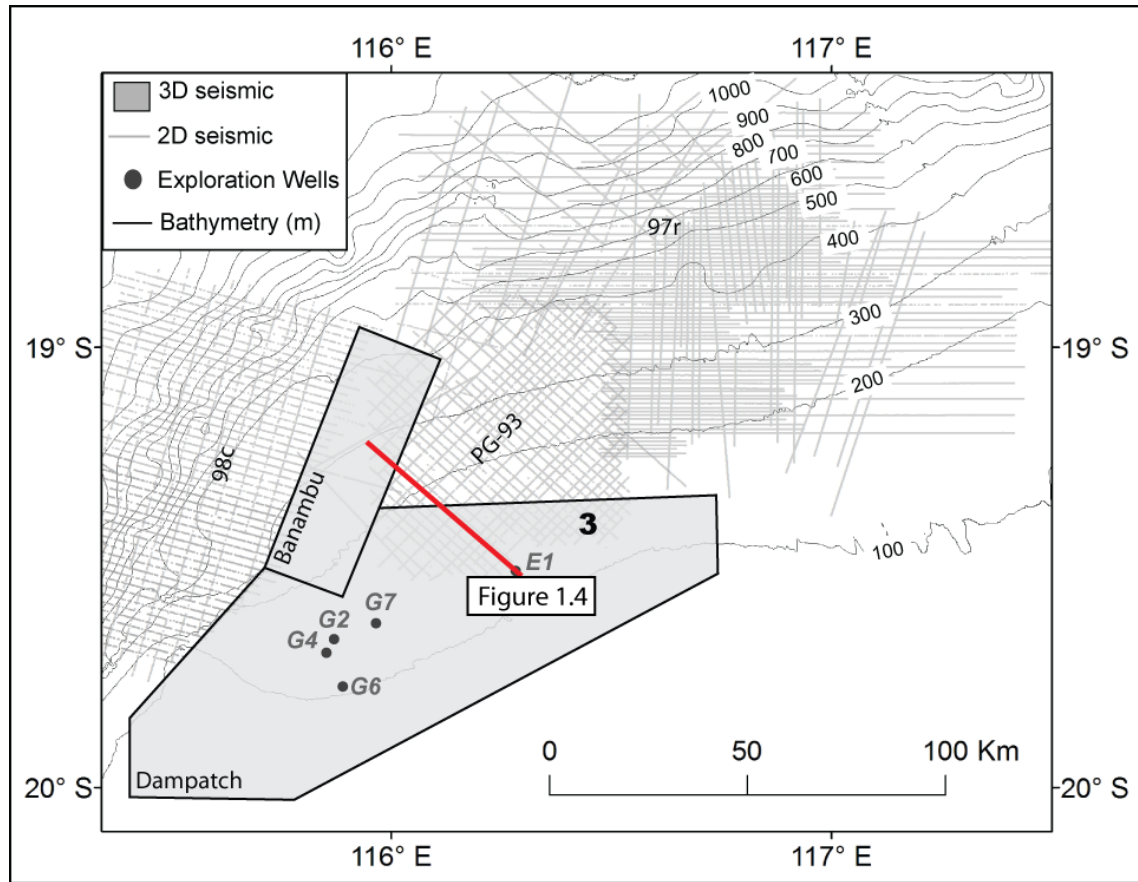 116° E
117° E
3D seismic
2D seismic
Exploration Wells
Bathymetry (m)
1000
900
800
700
600
500
97r
400
300
19° S
19° S
200
PG-93
98c
Banambu
3
100
E1
Figure 1.4
G7
G2
G4
G6
0
50
100 Km
Dampatch
20° S
20° S
116° E
117° E